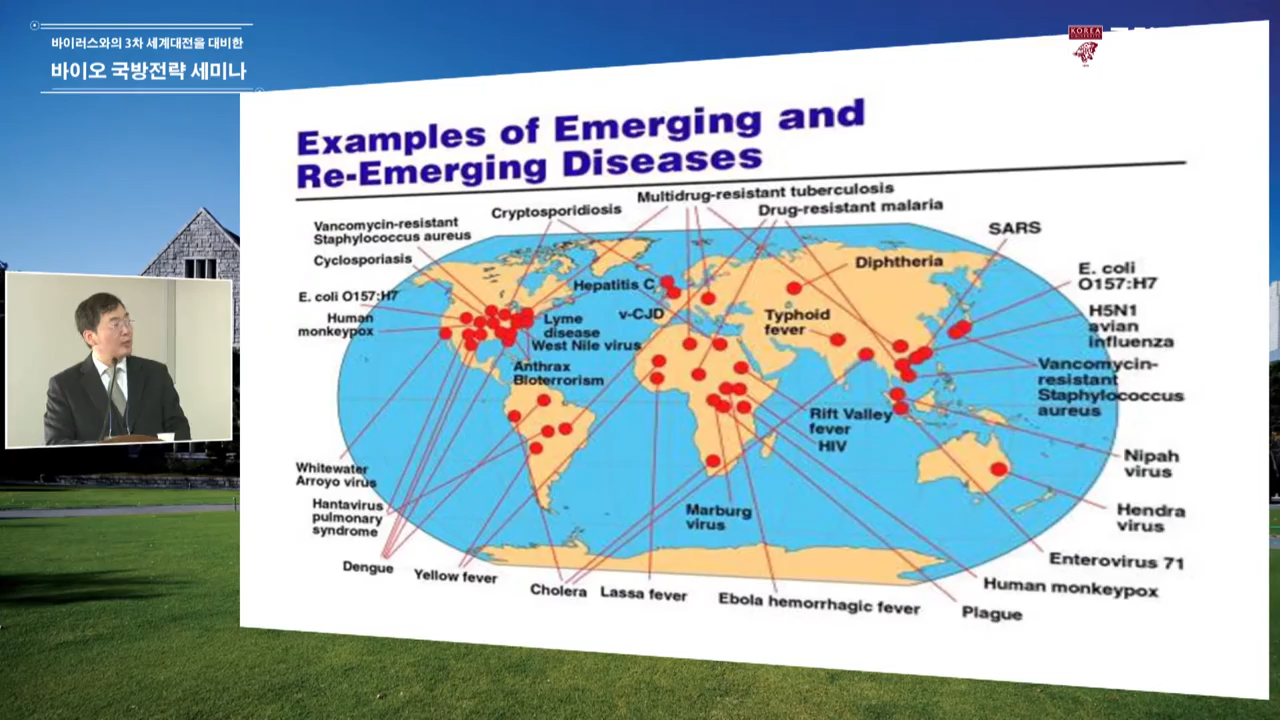 바이러스와의 3차 세계대전을 대비한
바이오 국방전략 세미나
KOREA
Examples of Emerging and
Re-Emerging Diseases
Multidrug-resistant tuberculosis
Cryptosporidiosis
Drug-resistant malaria
Vancomycin-resistant
Staphylococcus aureus
SARS
Cyclosporiasis
Diphtheria
E. coli
O157:H7
Hepatitis C
E. coli O157:H7
v-CJD
Typhoid
fever
H5N1
avian
influenza
Human
monkeypox
Lyme
disease
West Nile virus
Anthrax
Bioterrorism
Vancomycin-
resistant
Staphylococcus
aureus
Rift Valley
fever
HIV
Nipah
virus
Whitewater
Arroyo virus
Hantavirus
pulmonary
syndrome
Marburg
virus
Hendra
virus
Enterovirus 71
Dengue
Yellow fever
Cholera
Lassa fever
Ebola hemorrhagic fever
Human monkeypox
Plague